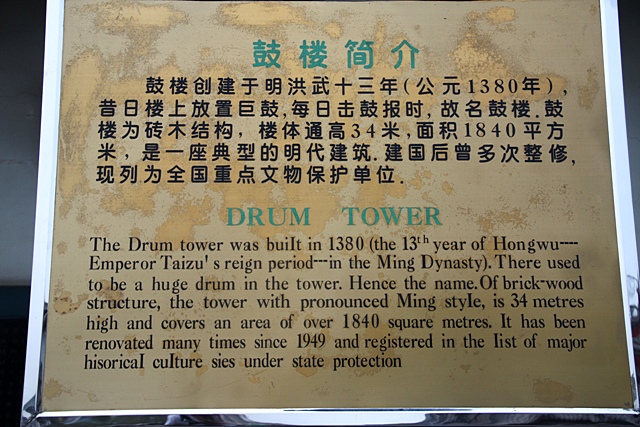 鼓楼简介
鼓楼创建于明洪武十三年(公元1380年),
昔日楼上放置巨鼓,每日击鼓报时,故名鼓楼.鼓
楼为砖木结构,楼体通高34米,面积1840平方
米,是一座典型的明代建筑.建国后曾多次整修,
现列为全国重点文物保护单位.
DRUM TOWER
The Drum tower was built in 1380 (the 13th year of Hongwu----
Emperor Taizu's reign period---in the Ming Dynasty). There used
to be a huge drum in the tower. Hence the name.Of brick-wood
structure, the tower with pronounced Ming style, is 34 metres
high and covers an area of over 1840 square metres. It has been
renovated many times since 1949 and registered in the list of major
hisorical culture sies under state protection